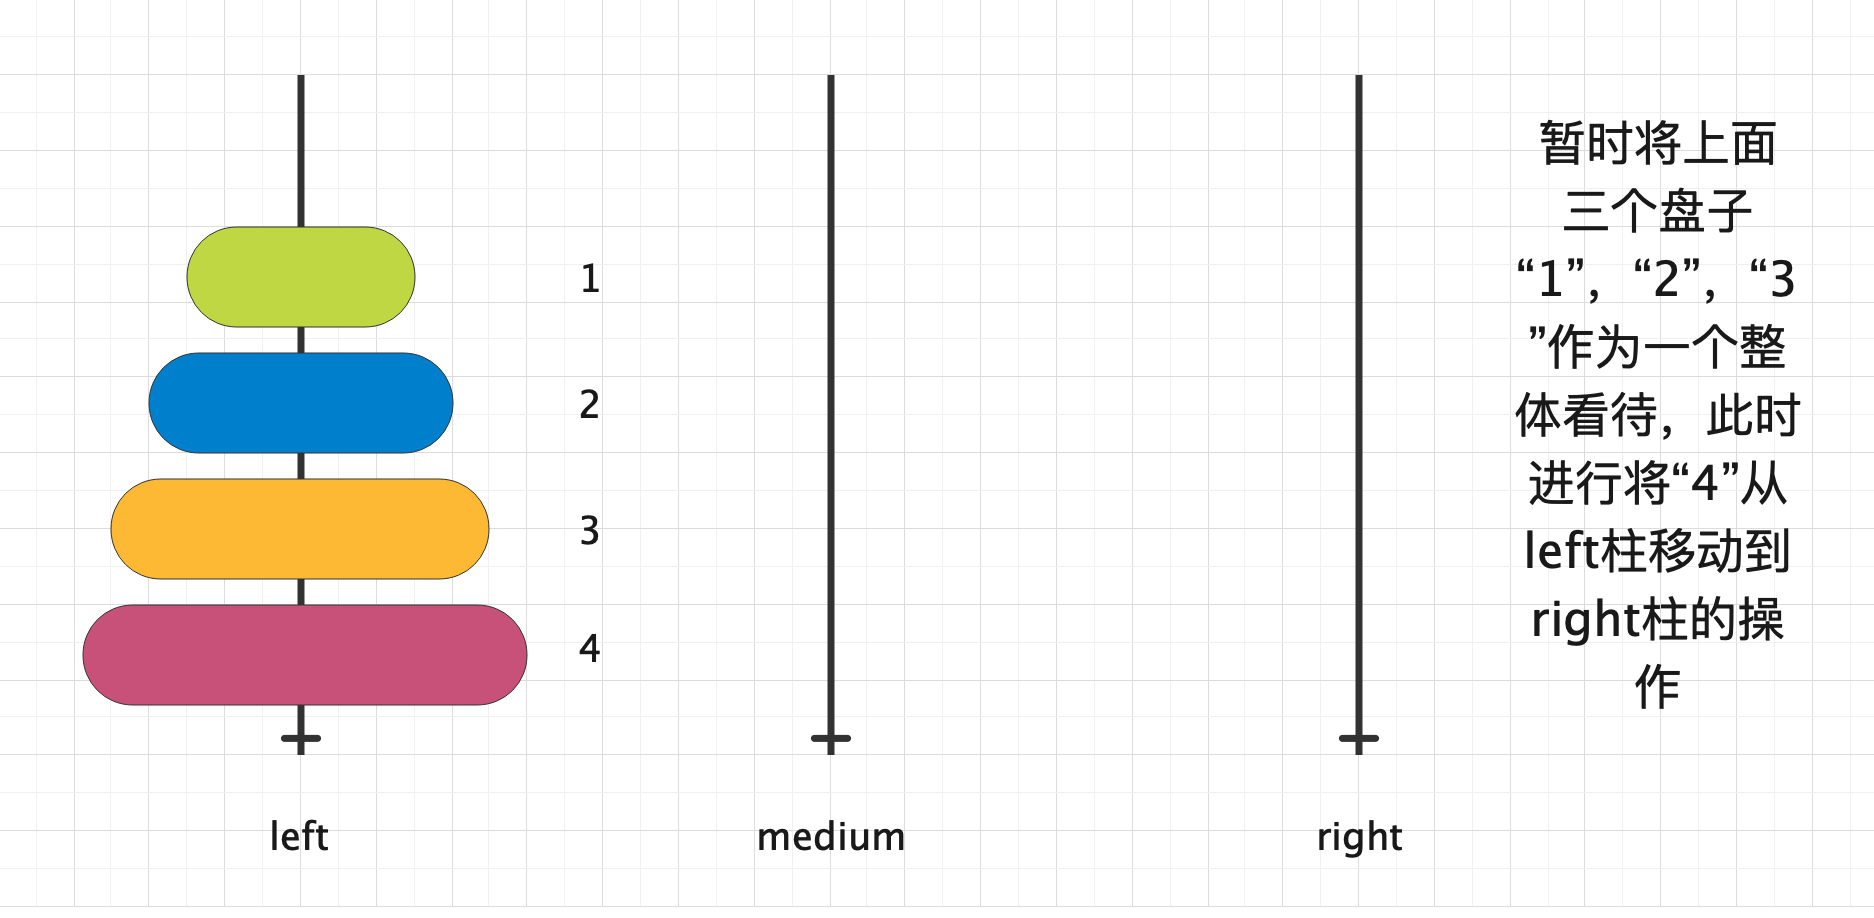 1
2
3
4
left
medium
right
暂时将上面
三个盘子
“1”，“2”，“3
”作为一个整
体看待，此时
进行将“4”从
left柱移动到
right柱的操
作